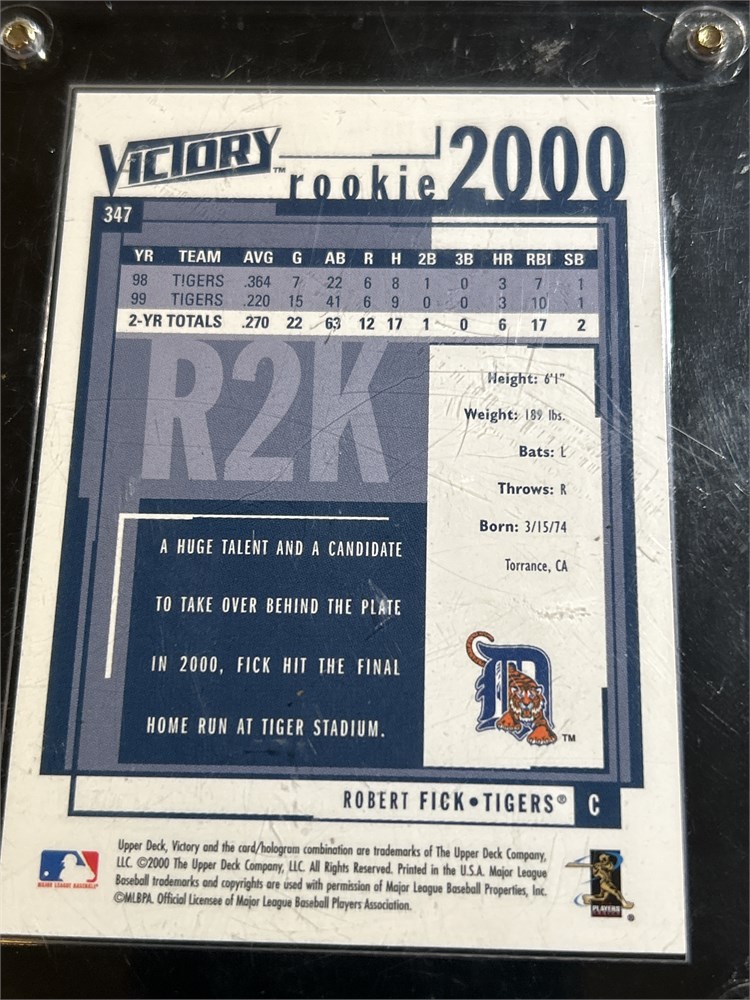 VICTORY™ rookie 2000
347
YR TEAM AVG G AB R H 2B 3B HR RBI SB
98 TIGERS .364 7 22 6 8 1 0 3 7 1
99 TIGERS .220 15 41 6 9 0 0 3 10 1
2-YR TOTALS .270 22 63 12 17 1 0 6 17 2
R2K
Height: 6'1"
Weight: 189 lbs.
Bats: L
Throws: R
Born: 3/15/74
Torrance, CA
A HUGE TALENT AND A CANDIDATE
TO TAKE OVER BEHIND THE PLATE
IN 2000, FICK HIT THE FINAL
HOME RUN AT TIGER STADIUM.
D
TM
ROBERT FICK•TIGERS® C
Upper Deck, Victory and the card/hologram combination are trademarks of The Upper Deck Company,
LLC. ©2000 The Upper Deck Company, LLC. All Rights Reserved. Printed in the U.S.A. Major League
Baseball trademarks and copyrights are used with permission of Major League Baseball Properties, Inc.
©MLBPA. Official Licensee of Major League Baseball Players Association.
MAJOR LEAGUE BASEBALL®
PLAYERS
®